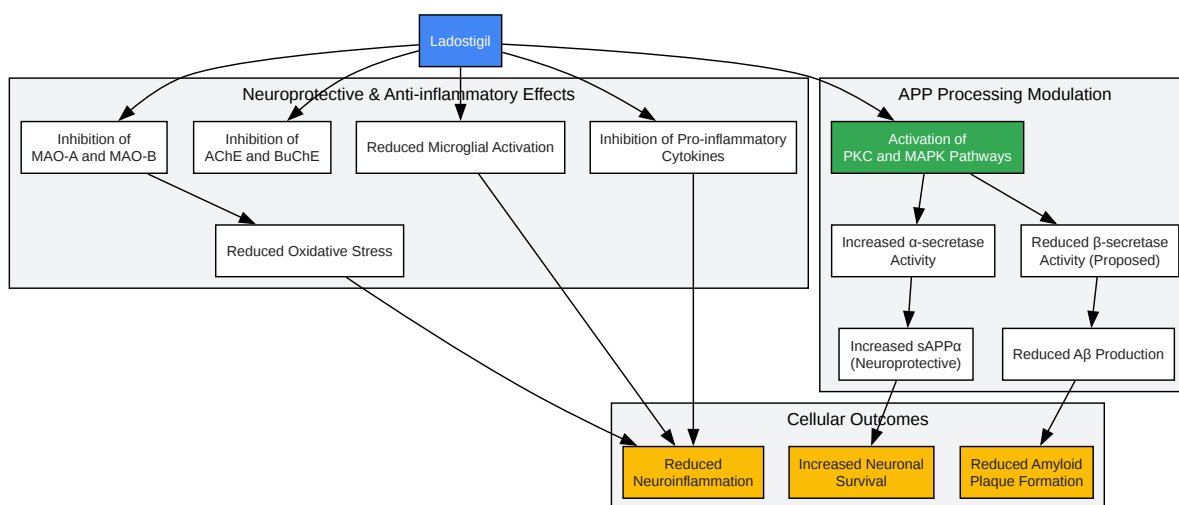 Ladostigil
Neuroprotective & Anti-inflammatory Effects
APP Processing Modulation
Inhibition of
MAO-A and MAO-B
Inhibition of
AChE and BuChE
Reduced Microglial Activation
Inhibition of Pro-inflammatory
Cytokines
Activation of
PKC and MAPK Pathways
Reduced Oxidative Stress
Increased α-secretase
Activity
Reduced β-secretase
Activity (Proposed)
Increased sAPPα
(Neuroprotective)
Reduced Aβ Production
Cellular Outcomes
Reduced
Neuroinflammation
Increased Neuronal
Survival
Reduced Amyloid
Plaque Formation